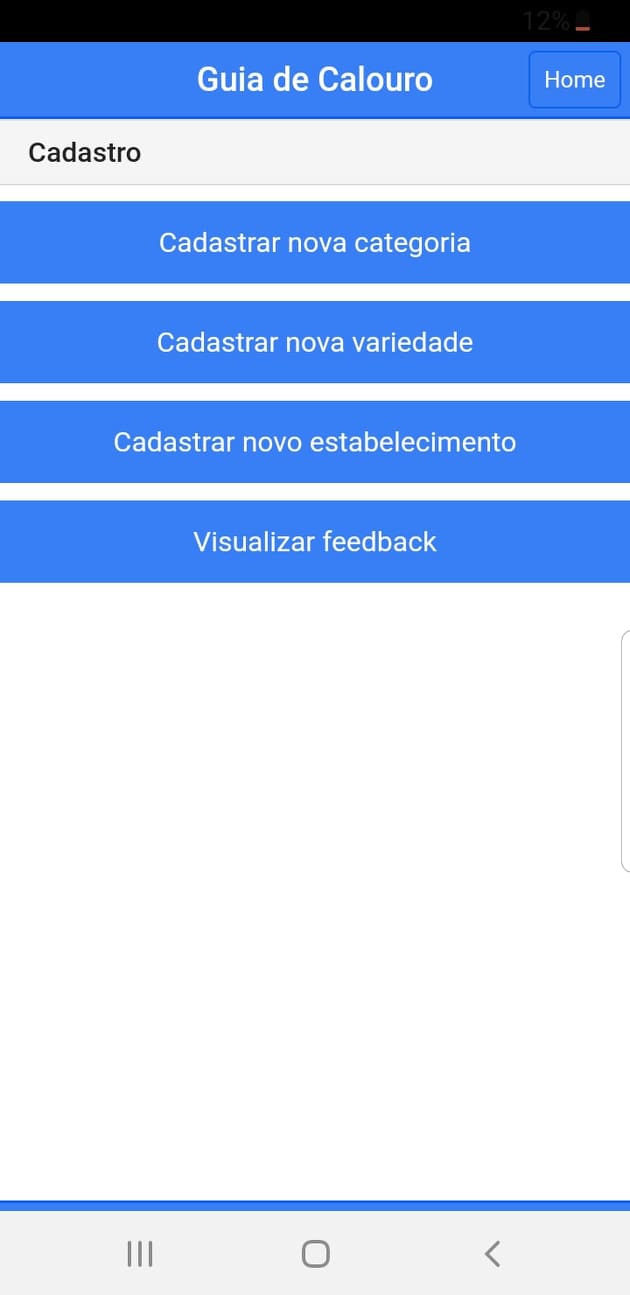 12%
Guia de Calouro
Home
Cadastro
Cadastrar nova categoria
Cadastrar nova variedade
Cadastrar novo estabelecimento
Visualizar feedback